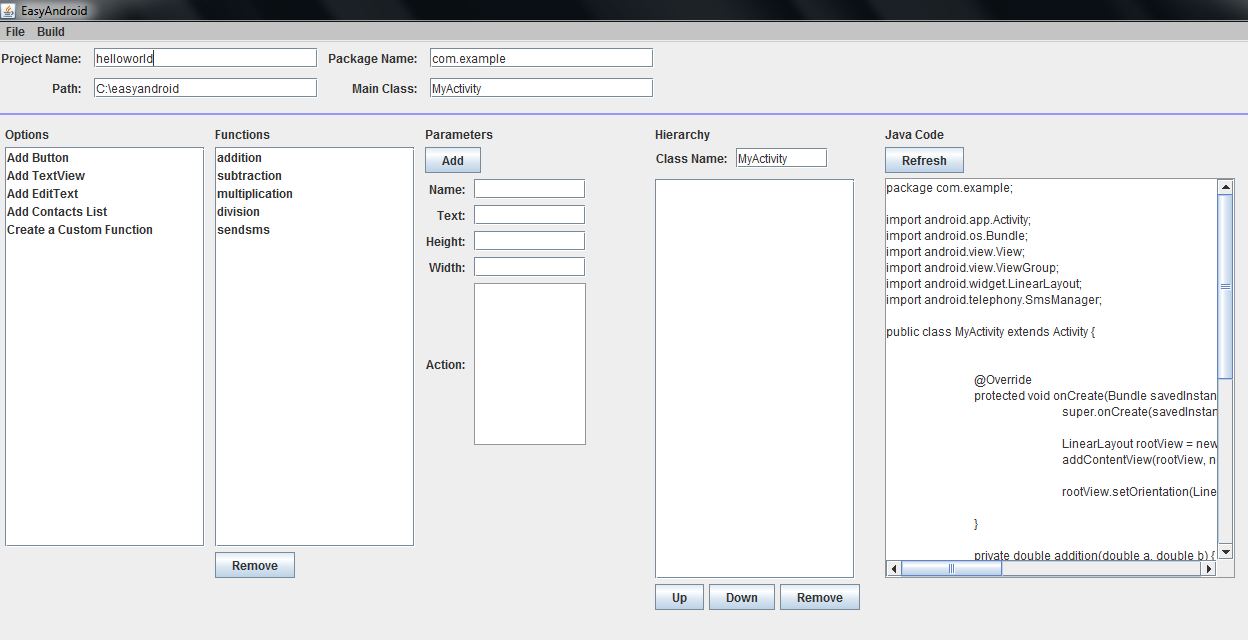 EasyAndroid
File Build
Project Name: helloworld Package Name: com.example
Path: C:\easyandroid Main Class: MyActivity
Options
Add Button
Add TextView
Add EditText
Add Contacts List
Create a Custom Function
Functions
addition
subtraction
multiplication
division
sendsms
Remove
Parameters
Add
Name:
Text:
Height:
Width:
Action:
Hierarchy
Class Name: MyActivity
Up Down Remove
Java Code
Refresh
package com.example;
import android.app.Activity;
import android.os.Bundle;
import android.view.View;
import android.view.ViewGroup;
import android.widget.LinearLayout;
import android.telephony.SmsManager;
public class MyActivity extends Activity {
@Override
protected void onCreate(Bundle savedInstan
super.onCreate(savedInstan
LinearLayout rootView = new
addContentView(rootView, n
rootView.setOrientation(Line
}
private double addition(double a, double b) {